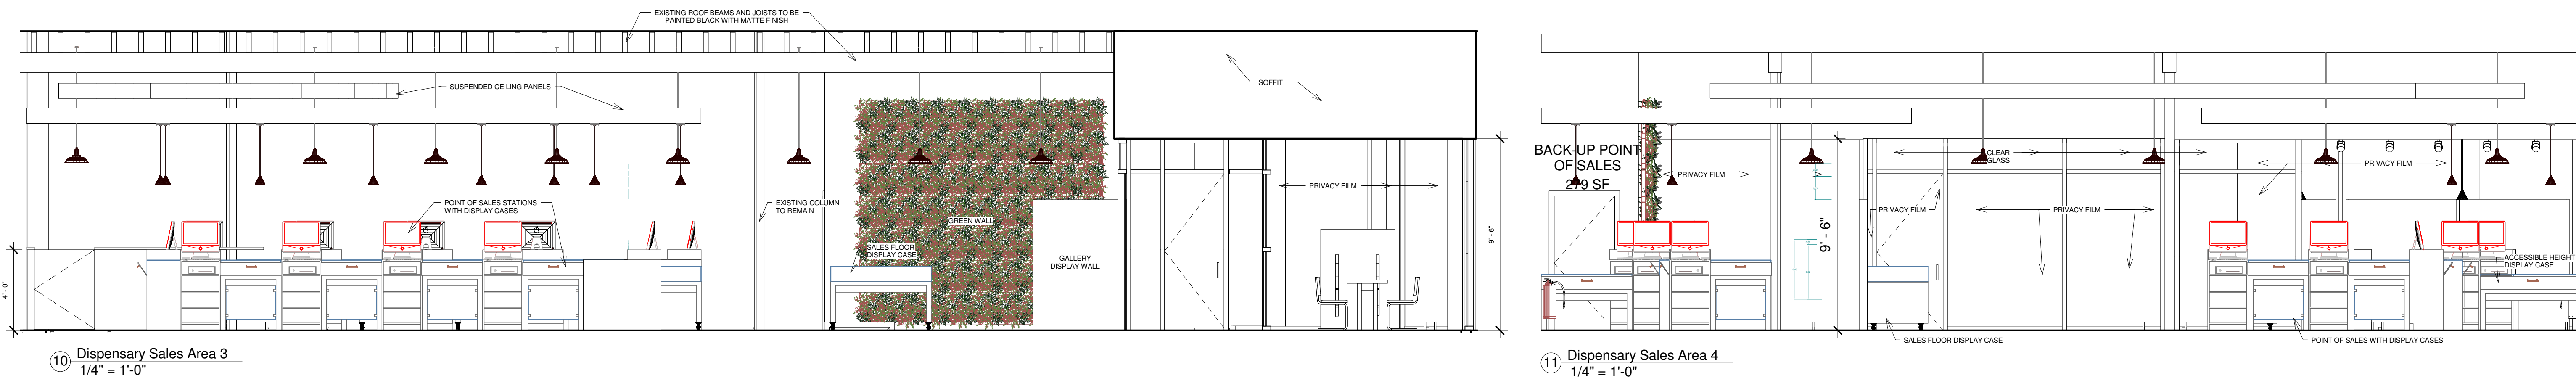 EXISTING ROOF BEAMS AND JOISTS TO BE
PAINTED BLACK WITH MATTE FINISH
SUSPENDED CEILING PANELS
SOFFIT
POINT OF SALES STATIONS
WITH DISPLAY CASES
EXISTING COLUMN
TO REMAIN
GREEN WALL
SALES FLOOR
DISPLAY CASE
GALLERY
DISPLAY WALL
PRIVACY FILM
4' - 0"
9' - 6"
10
Dispensary Sales Area 3
1/4" = 1'-0"
BACK-UP POINT
OF SALES
279 SF
PRIVACY FILM
CLEAR
GLASS
PRIVACY FILM
PRIVACY FILM
PRIVACY FILM
9' - 6"
ACCESSIBLE HEIGHT
DISPLAY CASE
SALES FLOOR DISPLAY CASE
POINT OF SALES WITH DISPLAY CASES
11
Dispensary Sales Area 4
1/4" = 1'-0"